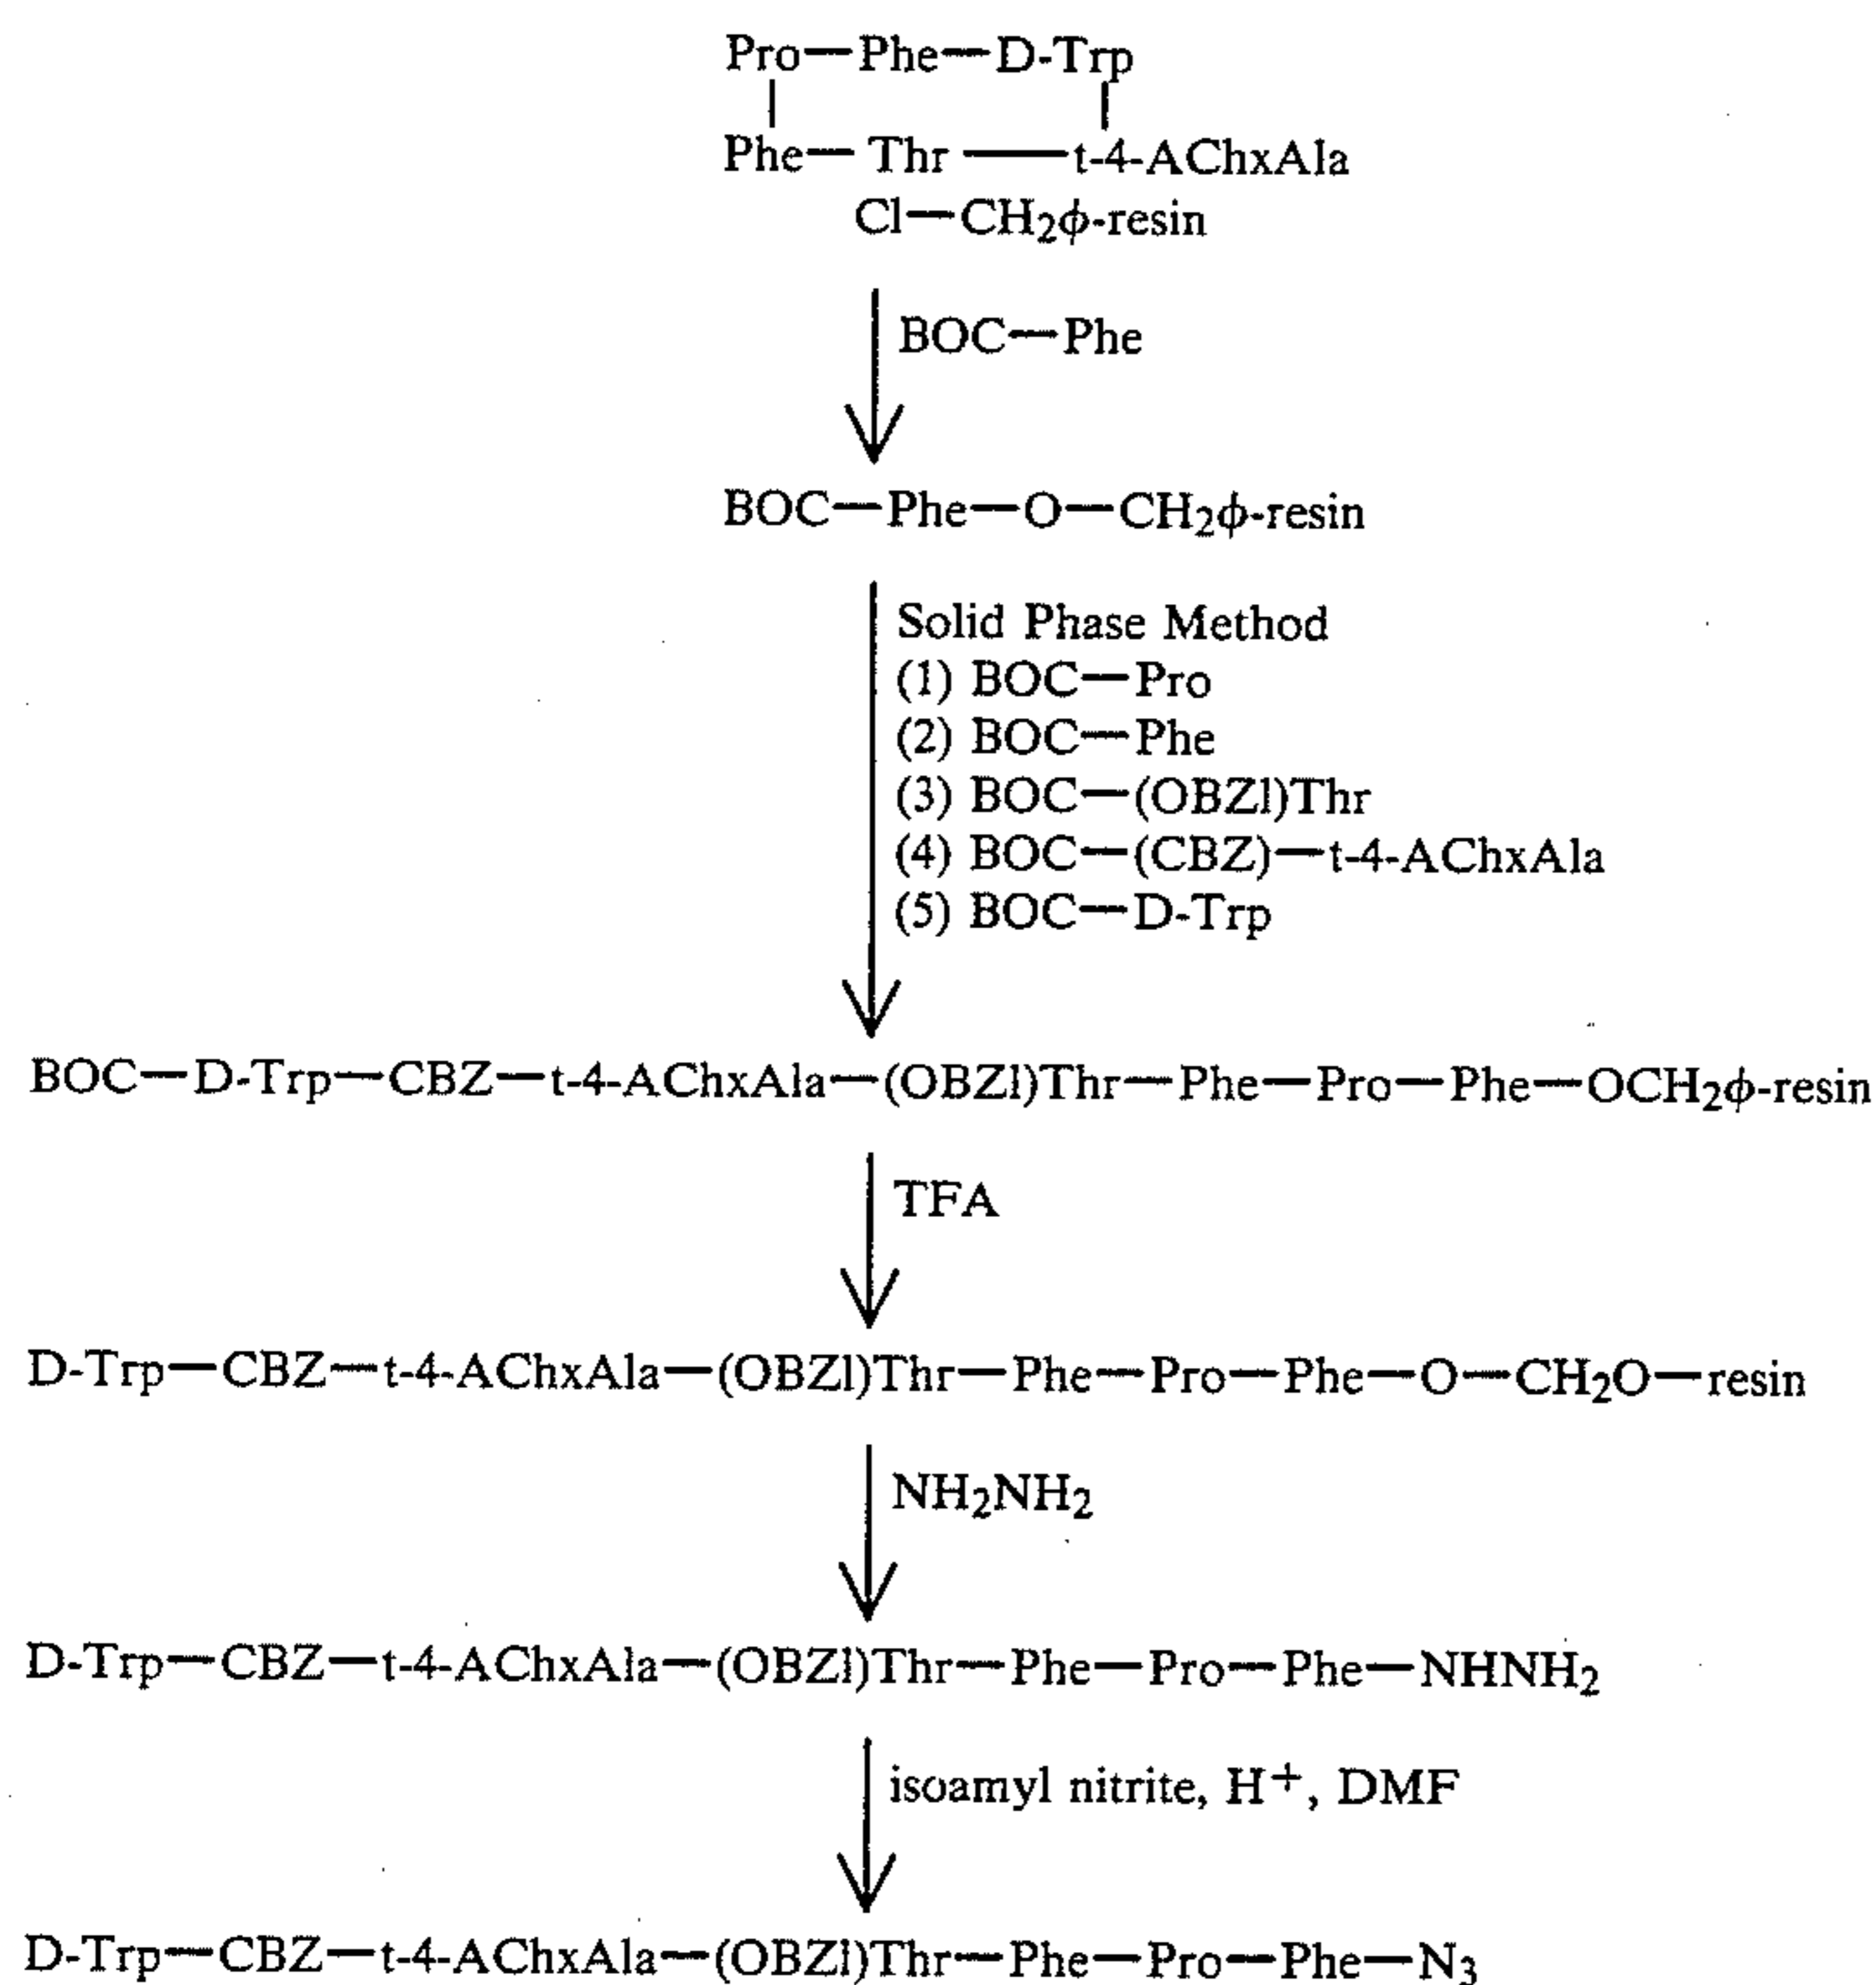 Pro—Phe—D-Trp
Phe—Thr—t-4-AChxAla
Cl—CH2ϕ-resin
BOC—Phe
BOC—Phe—O—CH2ϕ-resin
Solid Phase Method
(1) BOC—Pro
(2) BOC—Phe
(3) BOC—(OBZl)Thr
(4) BOC—(CBZ)—t-4-AChxAla
(5) BOC—D-Trp
BOC—D-Trp—CBZ—t-4-AChxAla—(OBZl)Thr—Phe—Pro—Phe—OCH2ϕ-resin
TFA
D-Trp—CBZ—t-4-AChxAla—(OBZl)Thr—Phe—Pro—Phe—O—CH2O—resin
NH2NH2
D-Trp—CBZ—t-4-AChxAla—(OBZl)Thr—Phe—Pro—Phe—NHNH2
isoamyl nitrite, H+, DMF
D-Trp—CBZ—t-4-AChxAla—(OBZl)Thr—Phe—Pro—Phe—N3